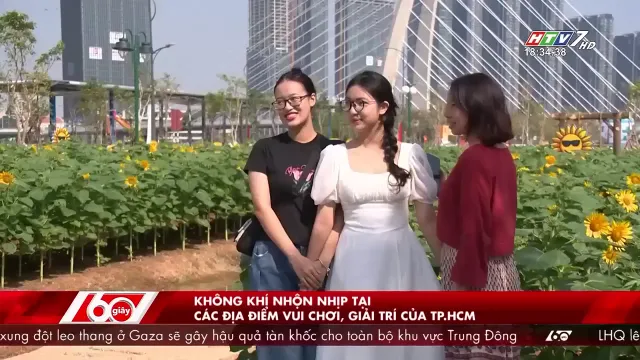 HTV7 HD
18:34:38
60 giây
KHÔNG KHÍ NHỘN NHỊP TẠI
CÁC ĐỊA ĐIỂM VUI CHƠI, GIẢI TRÍ CỦA TP.HCM
xung đột leo thang ở Gaza sẽ gây hậu quả tàn khốc cho toàn bộ khu vực Trung Đông 60 LHQ lê